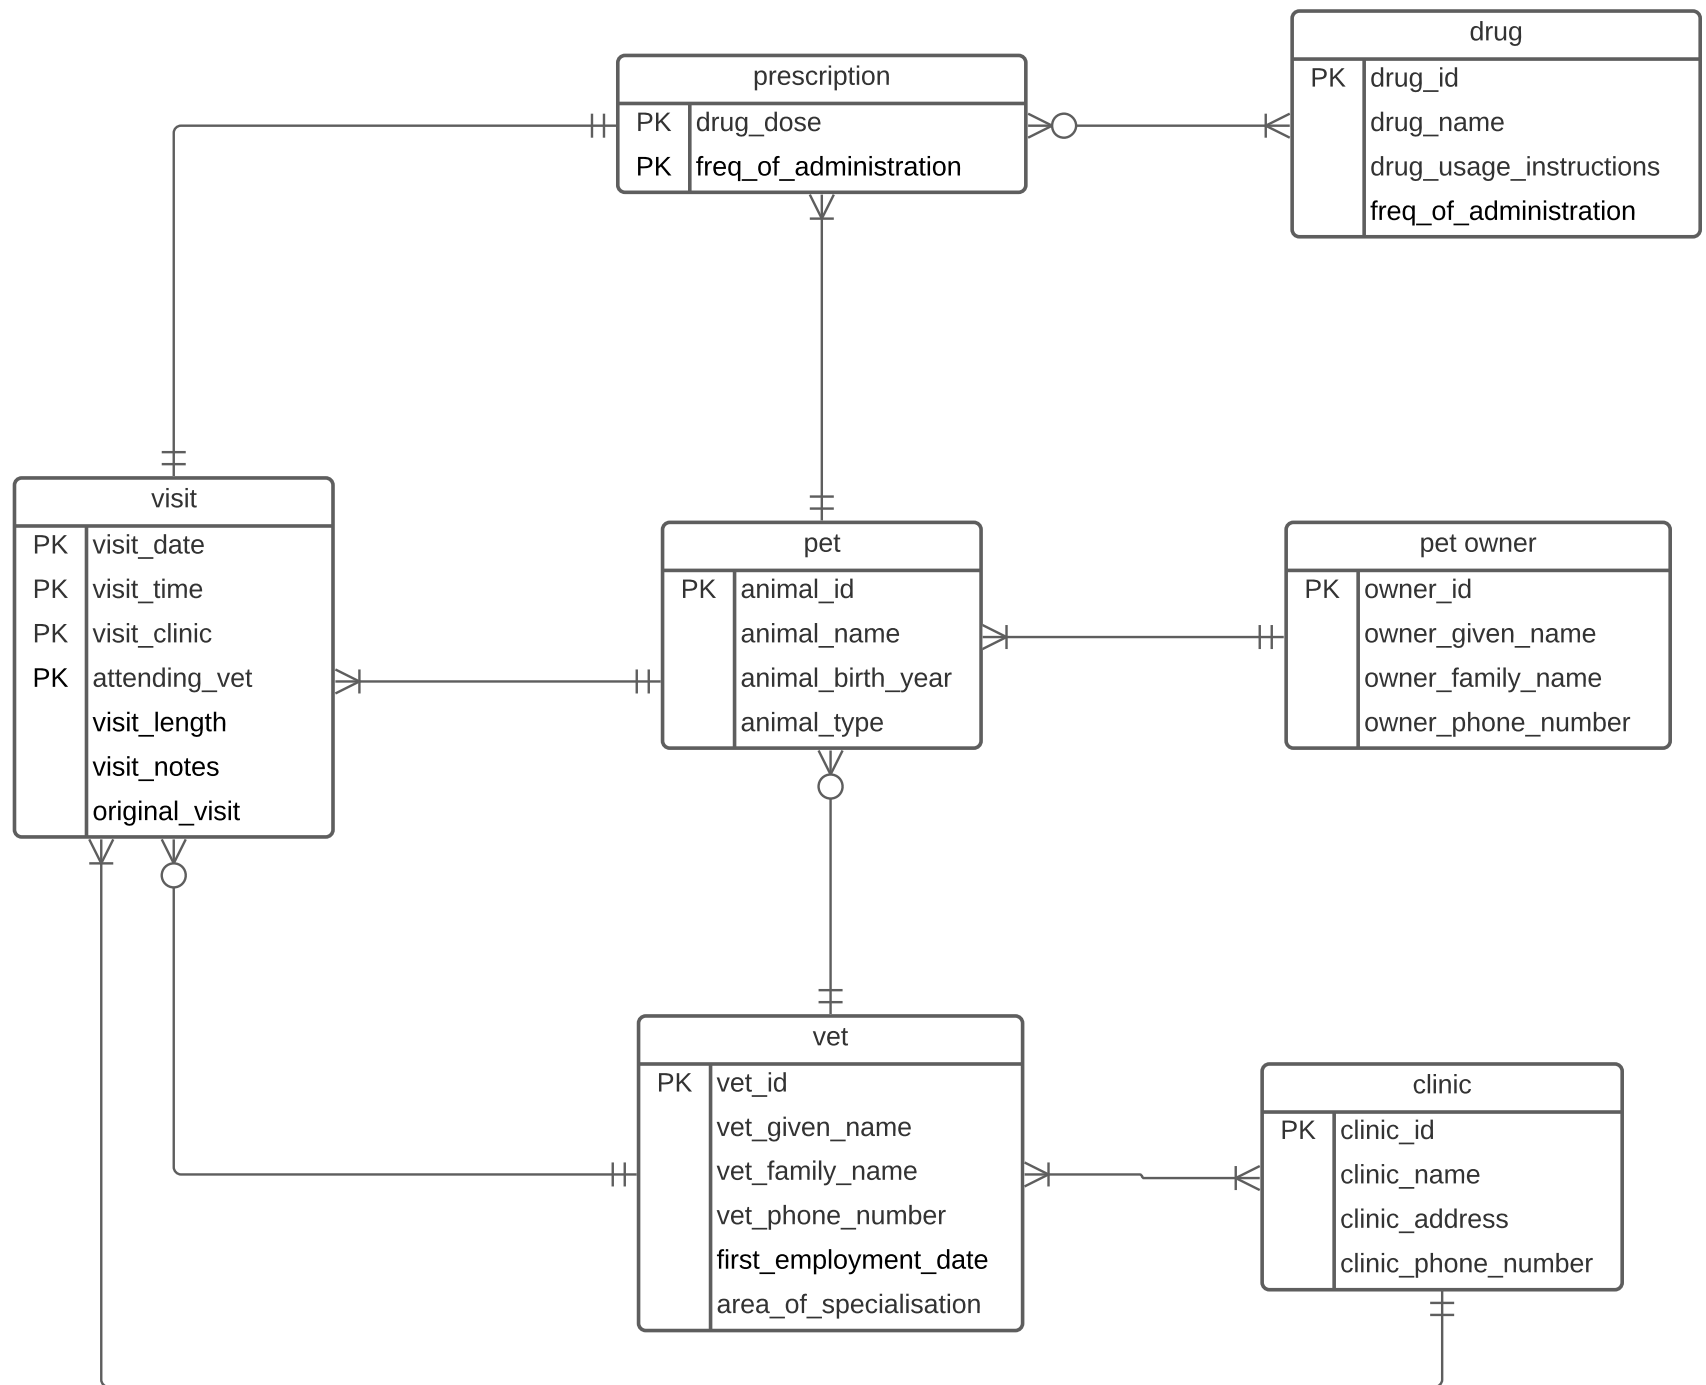 drug
PK drug_id
drug_name
drug_usage_instructions
freq_of_administration
prescription
PK drug_dose
PK freq_of_administration
visit
PK visit_date
PK visit_time
PK visit_clinic
PK attending_vet
visit_length
visit_notes
original_visit
pet
PK animal_id
animal_name
animal_birth_year
animal_type
pet owner
PK owner_id
owner_given_name
owner_family_name
owner_phone_number
vet
PK vet_id
vet_given_name
vet_family_name
vet_phone_number
first_employment_date
area_of_specialisation
clinic
PK clinic_id
clinic_name
clinic_address
clinic_phone_number